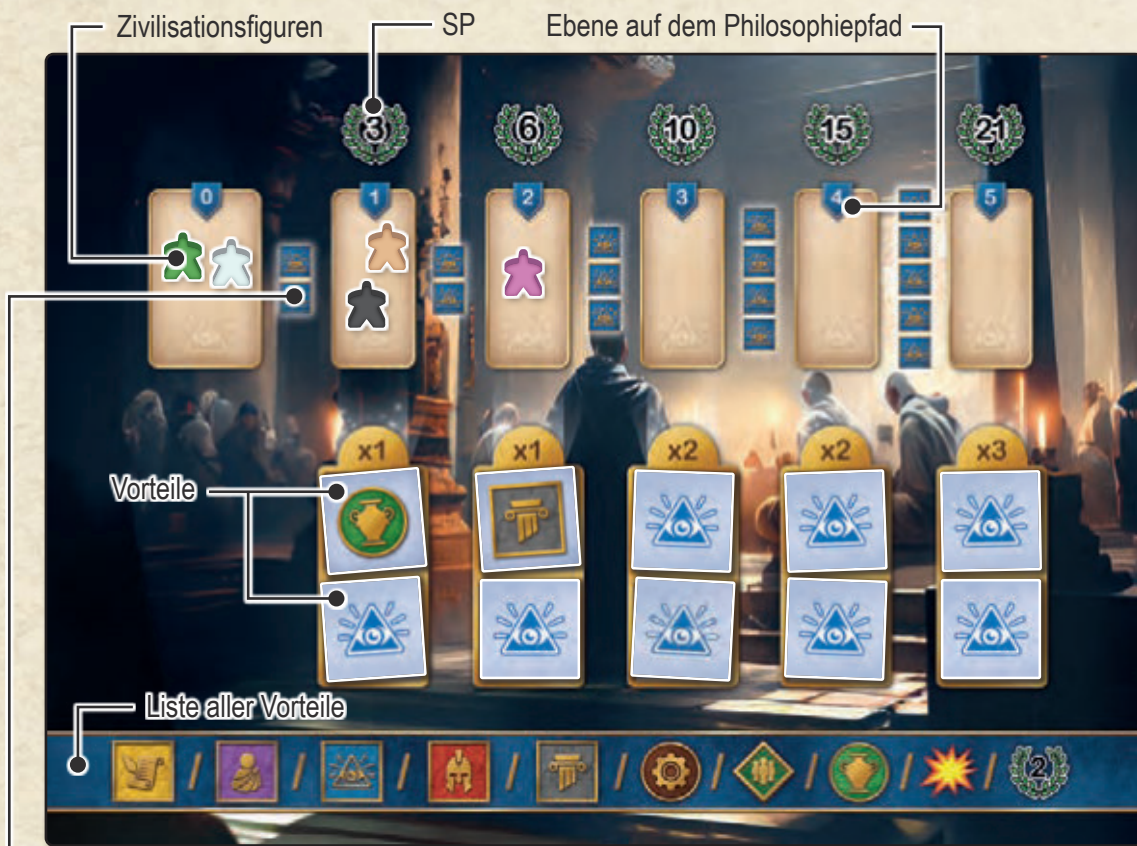 Zivilisationsfiguren
SP
Ebene auf dem Philosophiepfad
3
6
10
15
21
0
1
2
3
4
5
x1
x1
x2
x2
x3
Vorteile
Liste aller Vorteile
/ / / / / / / / /
2